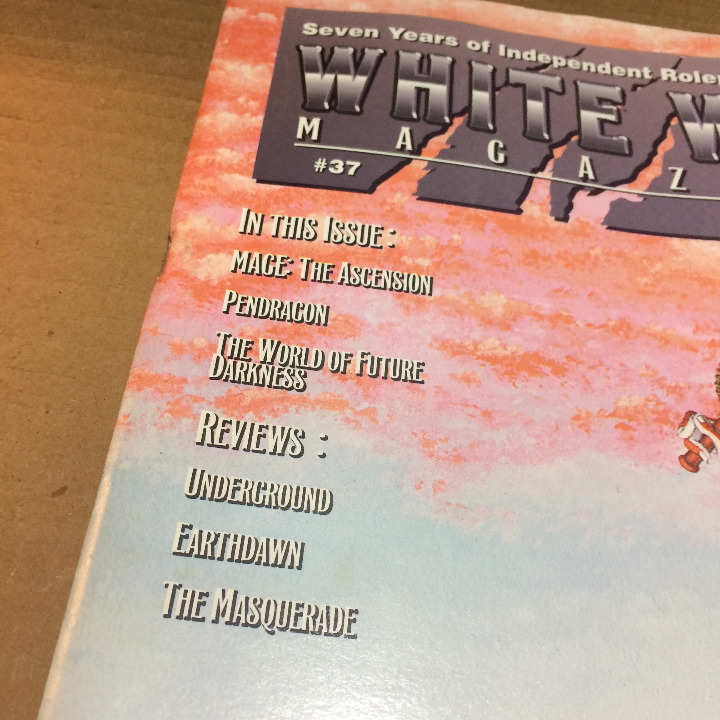 Seven Years of Independent Role
WHITE W
MAGAZ
#37
IN THIS ISSUE:
MAGE: THE ASCENSION
PENDRAGON
THE WORLD OF FUTURE
DARKNESS
REVIEWS :
UNDERGROUND
EARTHDAWN
THE MASQUERADE